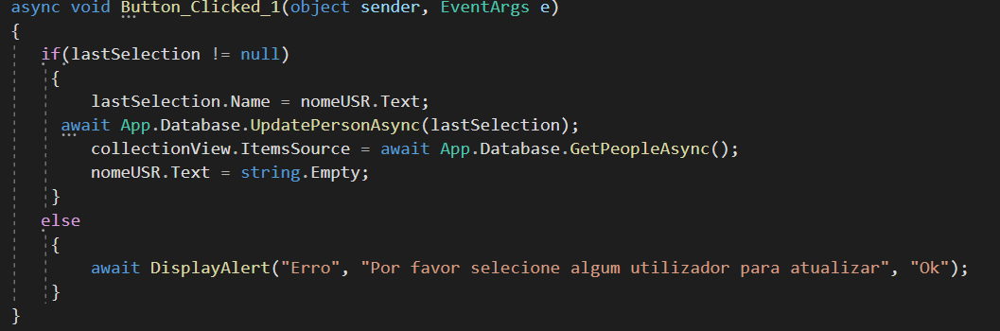 async void Button_Clicked_1(object sender, EventArgs e)
{
if(lastSelection != null)
{
lastSelection.Name = nomeUSR.Text;
await App.Database.UpdatePersonAsync(lastSelection);
collectionView.ItemsSource = await App.Database.GetPeopleAsync();
nomeUSR.Text = string.Empty;
}
else
{
await DisplayAlert("Erro", "Por favor selecione algum utilizador para atualizar", "Ok");
}
}